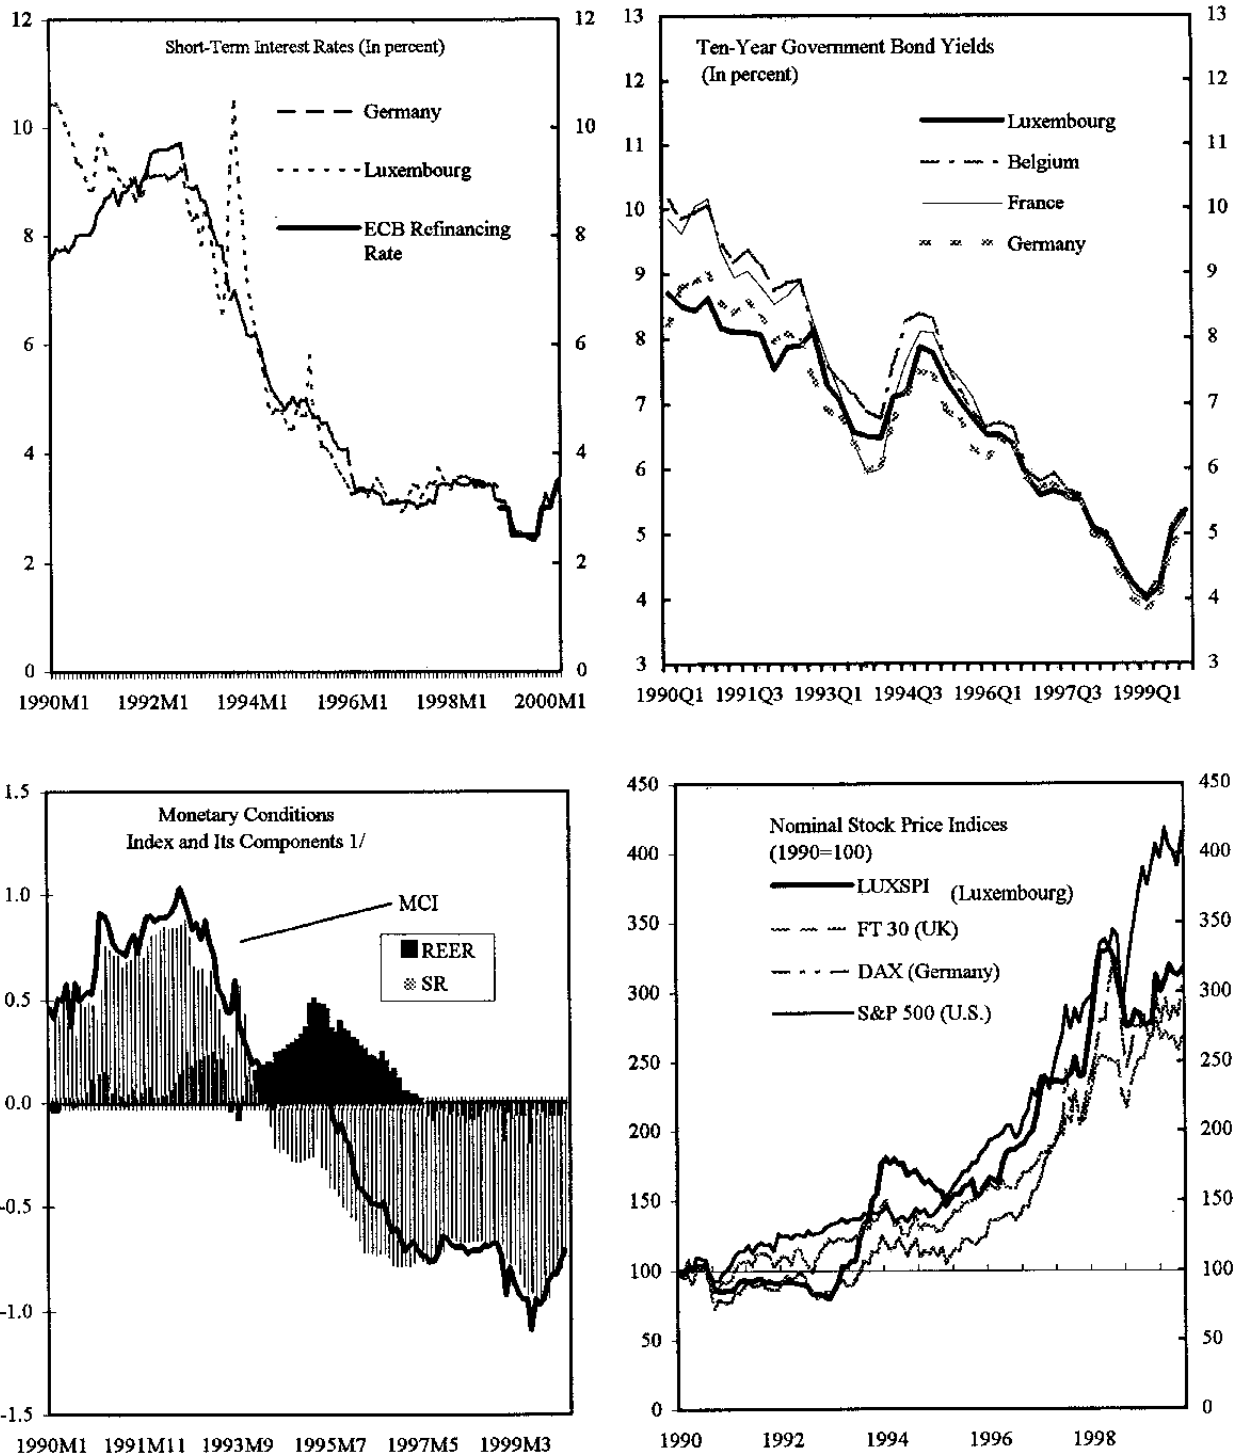 Short-Term Interest Rates (In percent)
Germany
Luxembourg
ECB Refinancing
Rate
12
10
8
6
4
2
0
12
10
8
6
4
2
0
1990M1 1992M1 1994M1 1996M1 1998M1 2000M1
Ten-Year Government Bond Yields
(In percent)
Luxembourg
Belgium
France
Germany
13
12
11
10
9
8
7
6
5
4
3
13
12
11
10
9
8
7
6
5
4
3
1990Q1 1991Q3 1993Q1 1994Q3 1996Q1 1997Q3 1999Q1
Monetary Conditions
Index and Its Components 1/
MCI
REER
SR
1.5
1.0
0.5
0.0
-0.5
-1.0
-1.5
1990M1 1991M11 1993M9 1995M7 1997M5 1999M3
Nominal Stock Price Indices
(1990=100)
LUXSPI (Luxembourg)
FT 30 (UK)
DAX (Germany)
S&P 500 (U.S.)
450
400
350
300
250
200
150
100
50
0
450
400
350
300
250
200
150
100
50
0
1990 1992 1994 1996 1998